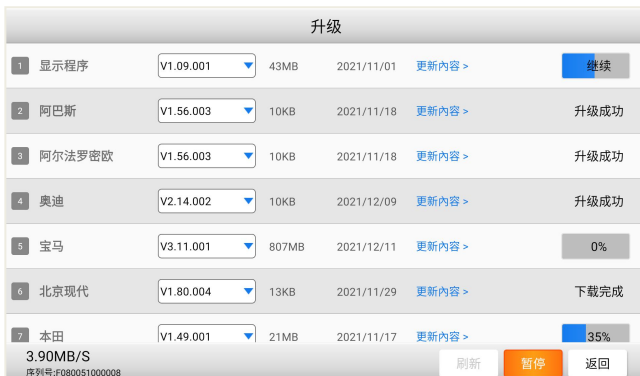 升级
1 显示程序 V1.09.001 43MB 2021/11/01 更新内容 > 继续
2 阿巴斯 V1.56.003 10KB 2021/11/18 更新内容 > 升级成功
3 阿尔法罗密欧 V1.56.003 10KB 2021/11/18 更新内容 > 升级成功
4 奥迪 V2.14.002 10KB 2021/12/09 更新内容 > 升级成功
5 宝马 V3.11.001 807MB 2021/12/11 更新内容 > 0%
6 北京现代 V1.80.004 13KB 2021/11/29 更新内容 > 下载完成
7 本田 V1.49.001 21MB 2021/11/17 更新内容 > 35%
3.90MB/S
序列号:F080051000008
刷新 暂停 返回